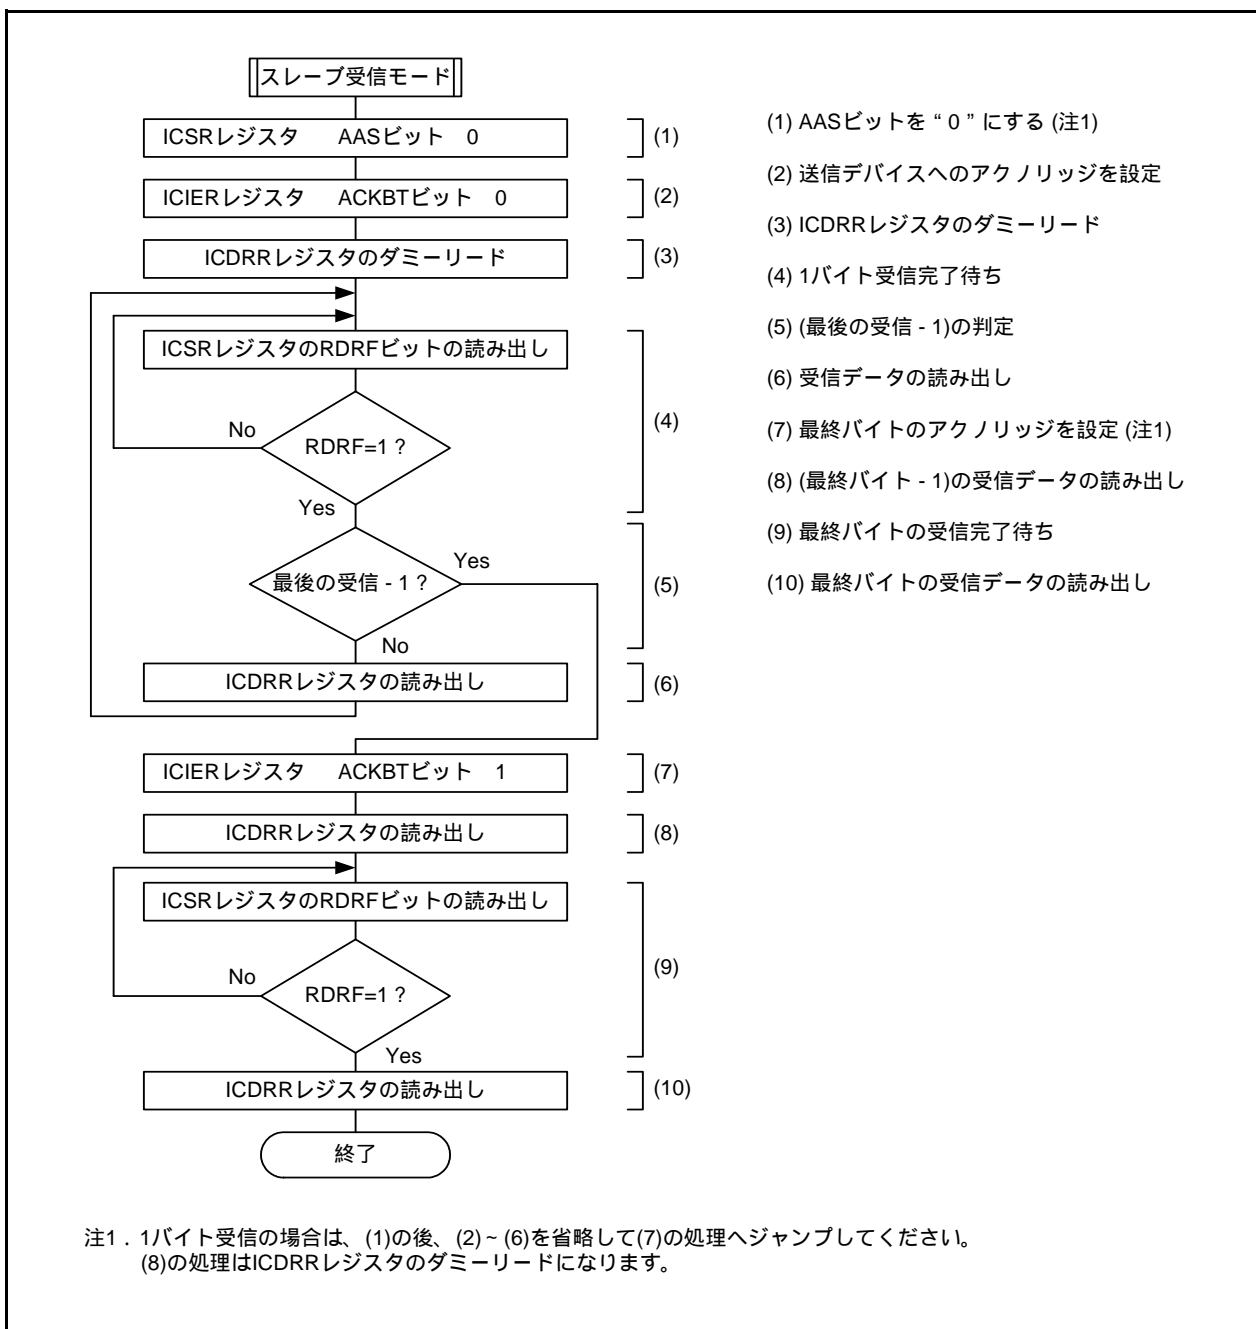 スレーブ受信モード
ICSRレジスタ AASビット 0
(1)
ICIERレジスタ ACKBTビット 0
(2)
ICDRRレジスタのダミーリード
(3)
ICSRレジスタのRDRFビットの読み出し
No
RDRF=1 ?
(4)
Yes
最後の受信 - 1 ?
Yes
(5)
No
ICDRRレジスタの読み出し
(6)
ICIERレジスタ ACKBTビット 1
(7)
ICDRRレジスタの読み出し
(8)
ICSRレジスタのRDRFビットの読み出し
No
RDRF=1 ?
(9)
Yes
ICDRRレジスタの読み出し
(10)
終了
(1) AASビットを “ 0 ” にする (注1)
(2) 送信デバイスへのアクノリッジを設定
(3) ICDRRレジスタのダミーリード
(4) 1バイト受信完了待ち
(5) (最後の受信 - 1)の判定
(6) 受信データの読み出し
(7) 最終バイトのアクノリッジを設定 (注1)
(8) (最終バイト - 1)の受信データの読み出し
(9) 最終バイトの受信完了待ち
(10) 最終バイトの受信データの読み出し
注1．1バイト受信の場合は、(1)の後、(2) ~ (6)を省略して(7)の処理へジャンプしてください。
(8)の処理はICDRRレジスタのダミーリードになります。